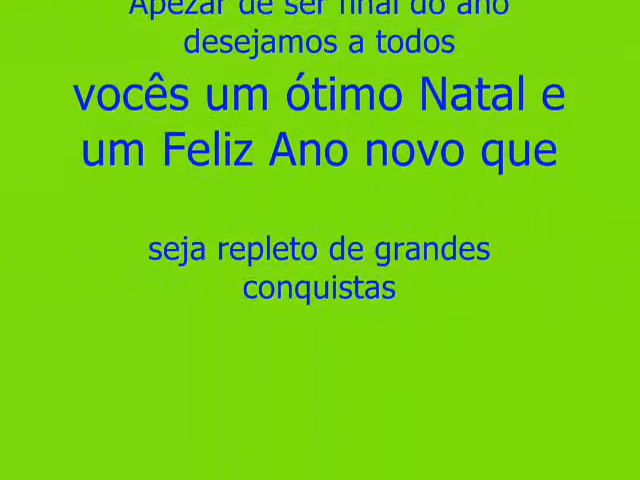 Apezar de ser final do ano
desejamos a todos
vocês um ótimo Natal e
um Feliz Ano novo que
seja repleto de grandes
conquistas